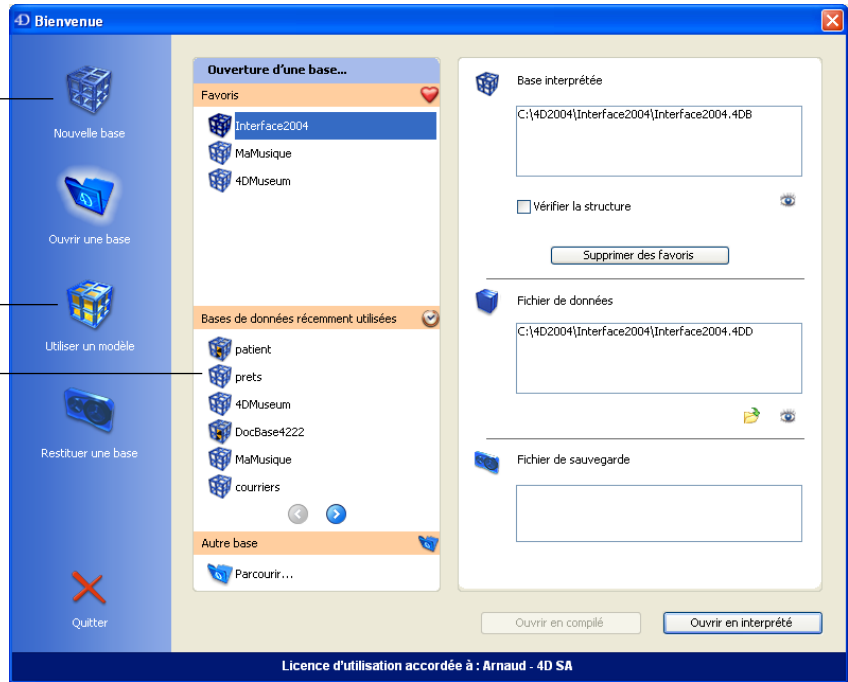 4D Bienvenue
Nouvelle base
Ouvrir une base
Utiliser un modèle
Restituer une base
Quitter
Ouverture d'une base...
Favoris
Interface2004
MaMusique
4DMuseum
Bases de données récemment utilisées
patient
prets
4DMuseum
DocBase4222
MaMusique
courriers
Autre base
Parcourir...
Base interprétée
C:\4D2004\Interface2004\Interface2004.4DB
Vérifier la structure
Supprimer des favoris
Fichier de données
C:\4D2004\Interface2004\Interface2004.4DD
Fichier de sauvegarde
Ouvrir en compilé
Ouvrir en interprété
Licence d'utilisation accordée à : Arnaud - 4D SA